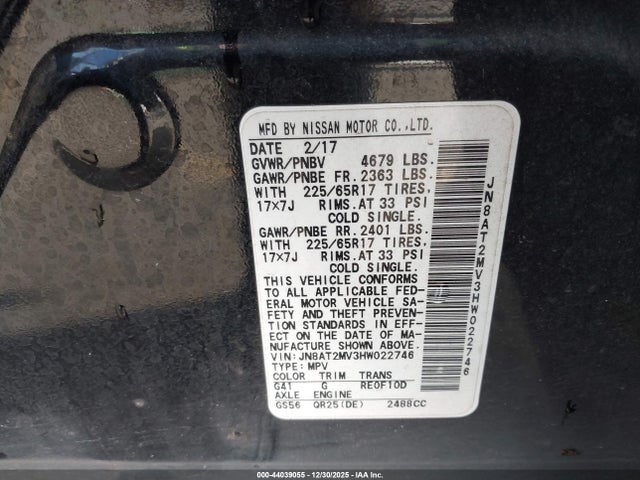 MFD BY NISSAN MOTOR CO.,LTD.
DATE 2/17
GVWR/PNBV 4679 LBS.
GAWR/PNBE FR. 2363 LBS.
WITH 225/65R17 TIRES,
17×7J RIMS.AT 33 PSI
COLD SINGLE.
GAWR/PNBE RR. 2401 LBS.
WITH 225/65R17 TIRES,
17×7J RIMS.AT 33 PSI
COLD SINGLE.
THIS VEHICLE CONFORMS
TO ALL APPLICABLE FED-
ERAL MOTOR VEHICLE SA-
FETY AND THEFT PREVEN-
TION STANDARDS IN EFF-
ECT ON THE DATE OF MA-
NUFACTURE SHOWN ABOVE.
VIN:JN8AT2MV3HW022746
TYPE:MPV
COLOR TRIM TRANS
G41 G RE0F10D
AXLE ENGINE
GS56 QR25(DE) 2488CC
JN8AT2MV3HW022746
000-44039055 - 12/30/2025 - IAA Inc.